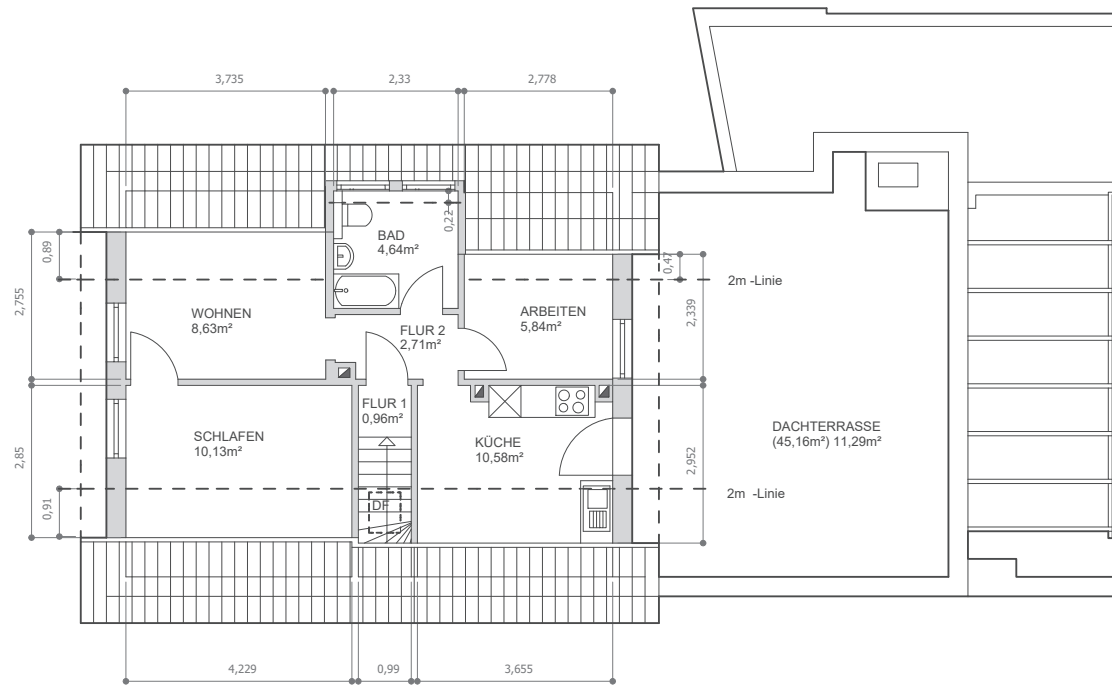 3,735
2,33
2,778
0,89
2,755
0,22
0,47
2,339
BAD
4,64m²
2m -Linie
WOHNEN
8,63m²
FLUR 2
2,71m²
ARBEITEN
5,84m²
FLUR 1
0,96m²
SCHLAFEN
10,13m²
KÜCHE
10,58m²
DACHTERRASSE
(45,16m²) 11,29m²
2,85
0,91
2,952
2m -Linie
DF
4,229
0,99
3,655